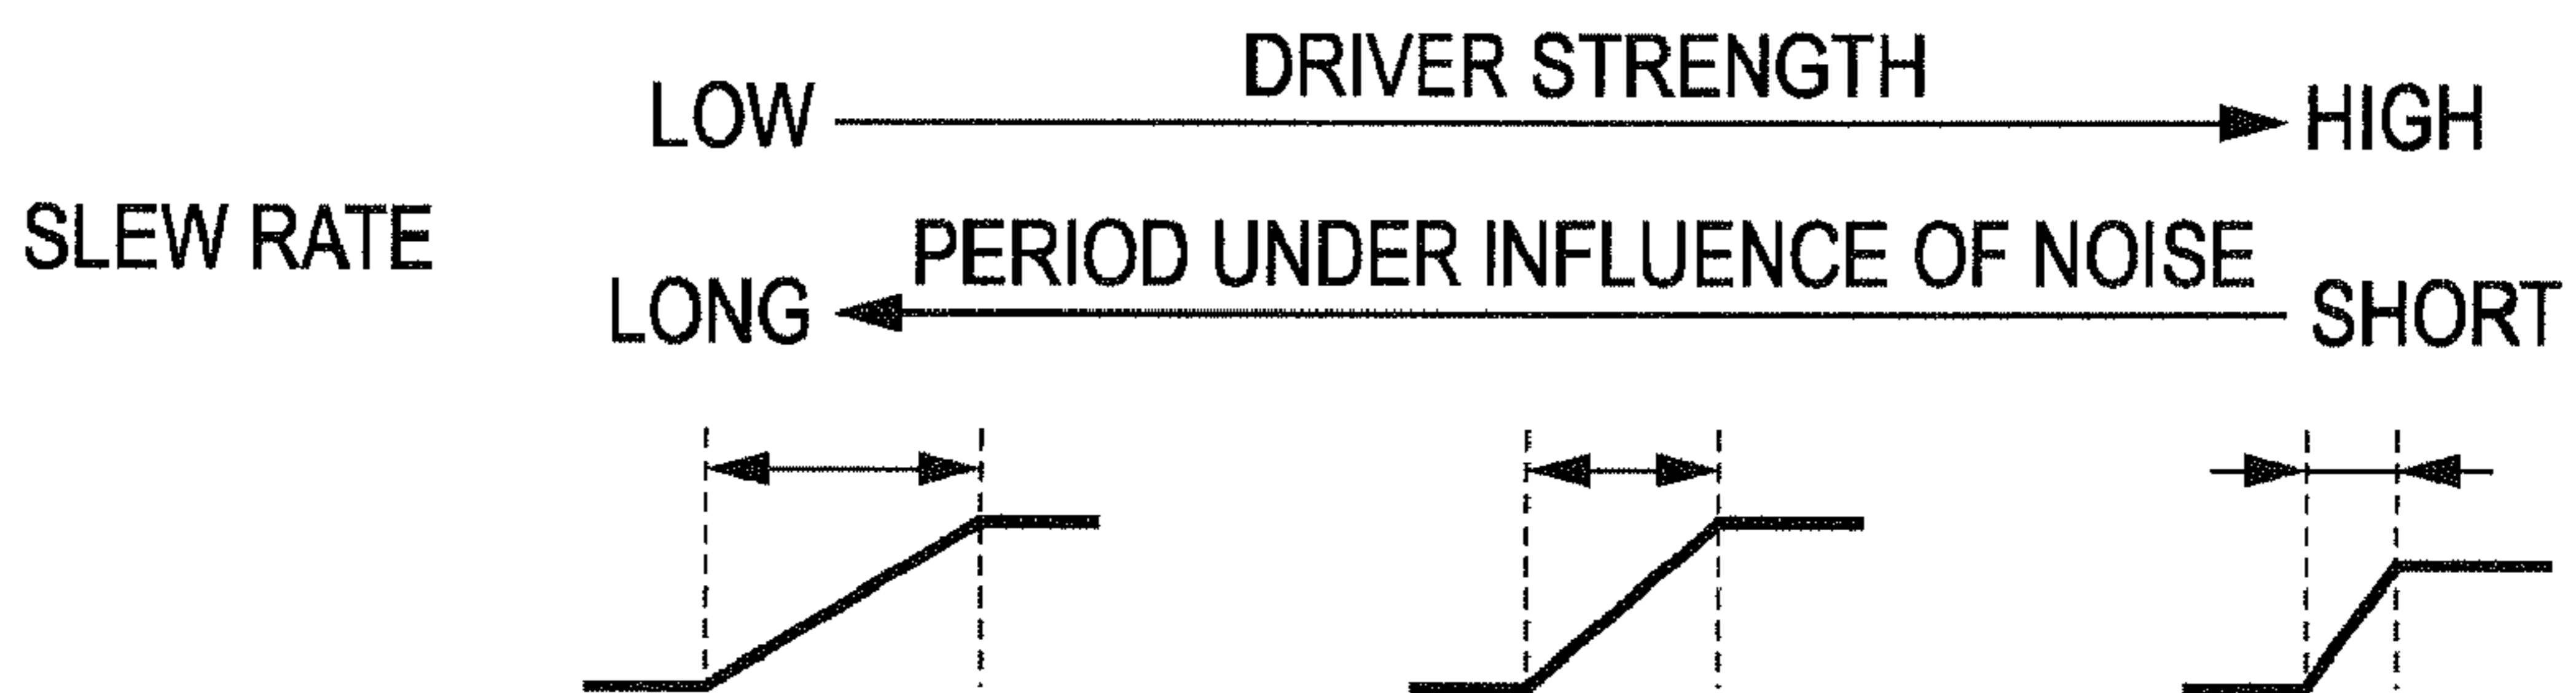 DRIVER STRENGTH
LOW HIGH
SLEW RATE
PERIOD UNDER INFLUENCE OF NOISE
LONG SHORT